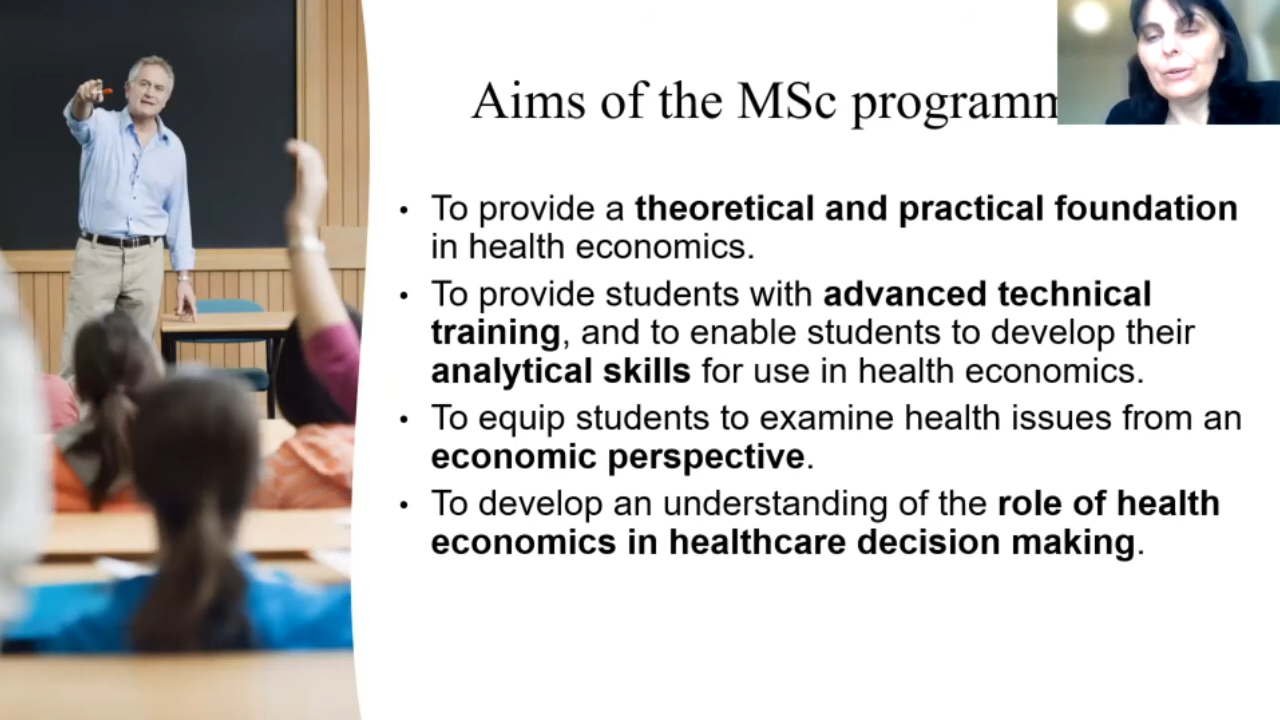 Aims of the MSc programm
• To provide a theoretical and practical foundation
in health economics.
• To provide students with advanced technical
training, and to enable students to develop their
analytical skills for use in health economics.
• To equip students to examine health issues from an
economic perspective.
• To develop an understanding of the role of health
economics in healthcare decision making.